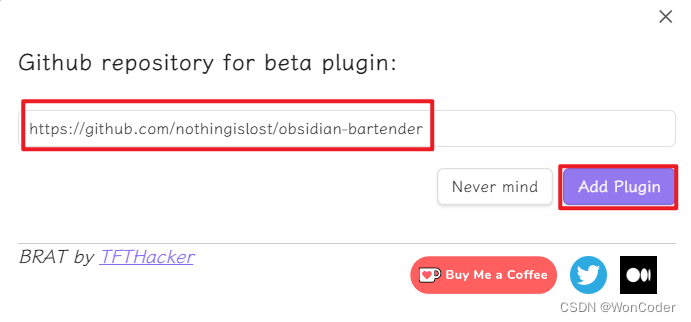 Github repository for beta plugin:
https://github.com/nothingislost/obsidian-bartender
Never mind
Add Plugin
BRAT by TFTHacker
Buy Me a Coffee
CSDN @WonCoder